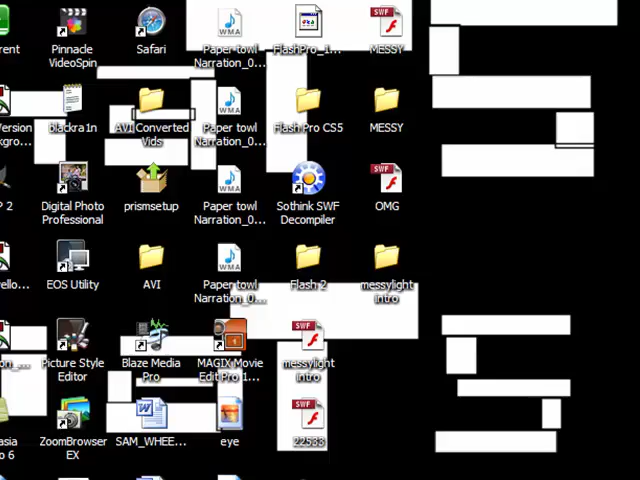 Pinnacle VideoSpin
Safari
Paper towl Narration_0...
FlashPro_1...
MESSY
blackra1n
AVI Converted Vids
Paper towl Narration_0...
Flash Pro CS5
MESSY
Digital Photo Professional
prismsetup
Paper towl Narration_0...
Sothink SWF Decompiler
OMG
EOS Utility
AVI
Paper towl Narration_0...
Flash 2
messylight intro
Picture Style Editor
Blaze Media Pro
MAGIX Movie Edit Pro 1...
messylight intro
ZoomBrowser EX
SAM_WHEE...
eye
22533